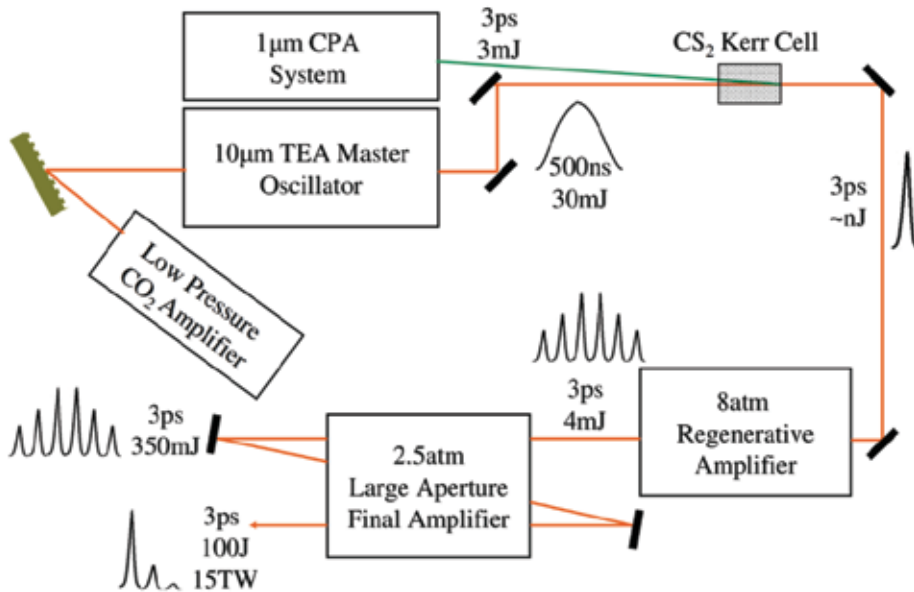 1μm CPA
System
3ps
3mJ
CS₂ Kerr Cell
10μm TEA Master
Oscillator
500ns
30mJ
3ps
~nJ
Low Pressure
CO₂ Amplifier
3ps
4mJ
8atm
Regenerative
Amplifier
3ps
350mJ
2.5atm
Large Aperture
Final Amplifier
3ps
100J
15TW